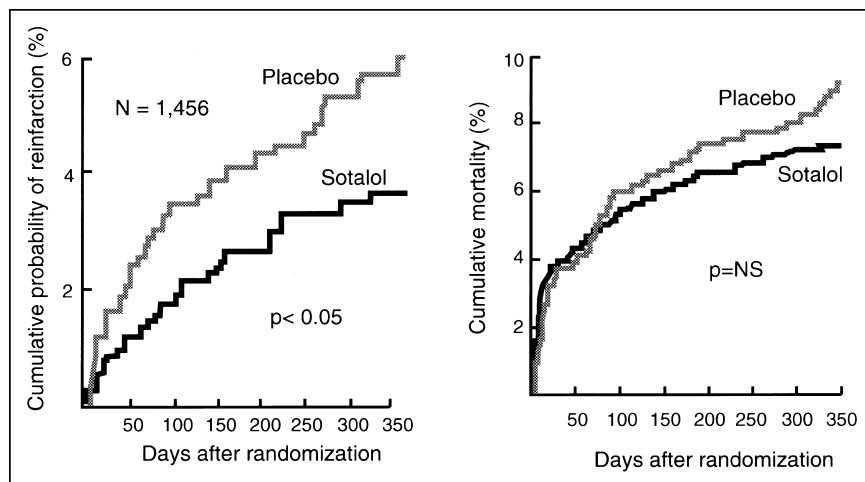 Cumulative probability of reinfarction (%)
6
4
2
Placebo
N = 1,456
Sotalol
p< 0.05
50 100 150 200 250 300 350
Days after randomization
Cumulative mortality (%)
10
8
6
4
2
Placebo
Sotalol
p=NS
50 100 150 200 250 300 350
Days after randomization